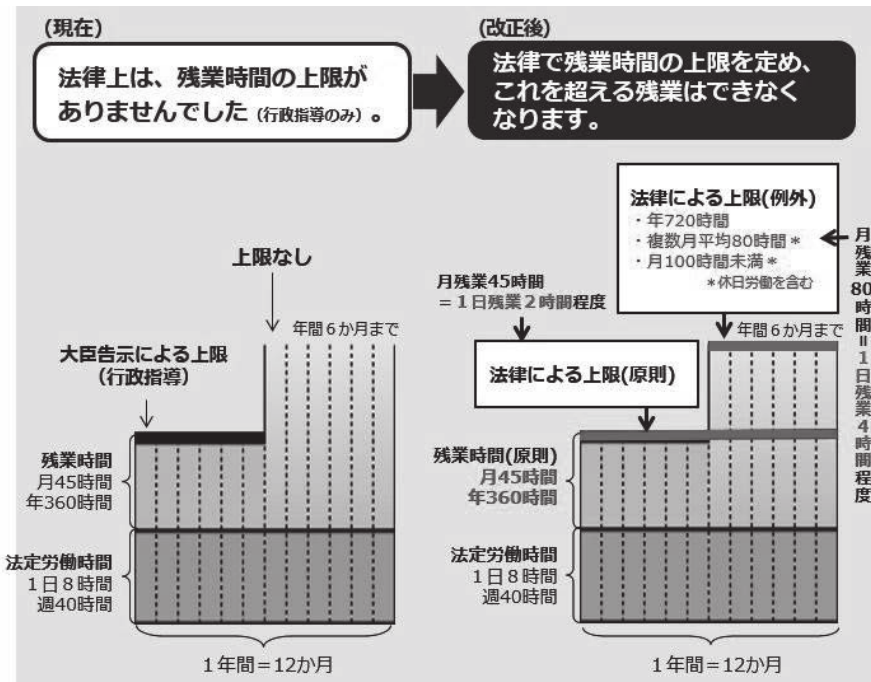 (現在)
法律上は、残業時間の上限が
ありませんでした（行政指導のみ）。
(改正後)
法律で残業時間の上限を定め、
これを超える残業はできなく
なります。
上限なし
年間６か月まで
大臣告示による上限
(行政指導)
残業時間
月45時間
年360時間
法定労働時間
１日８時間
週40時間
１年間＝12か月
法律による上限(例外)
・年720時間
・複数月平均80時間＊
・月100時間未満＊
＊休日労働を含む
月残業80時間＝１日残業４時間程度
月残業45時間
＝１日残業２時間程度
年間６か月まで
法律による上限(原則)
残業時間(原則)
月45時間
年360時間
法定労働時間
１日８時間
週40時間
１年間＝12か月